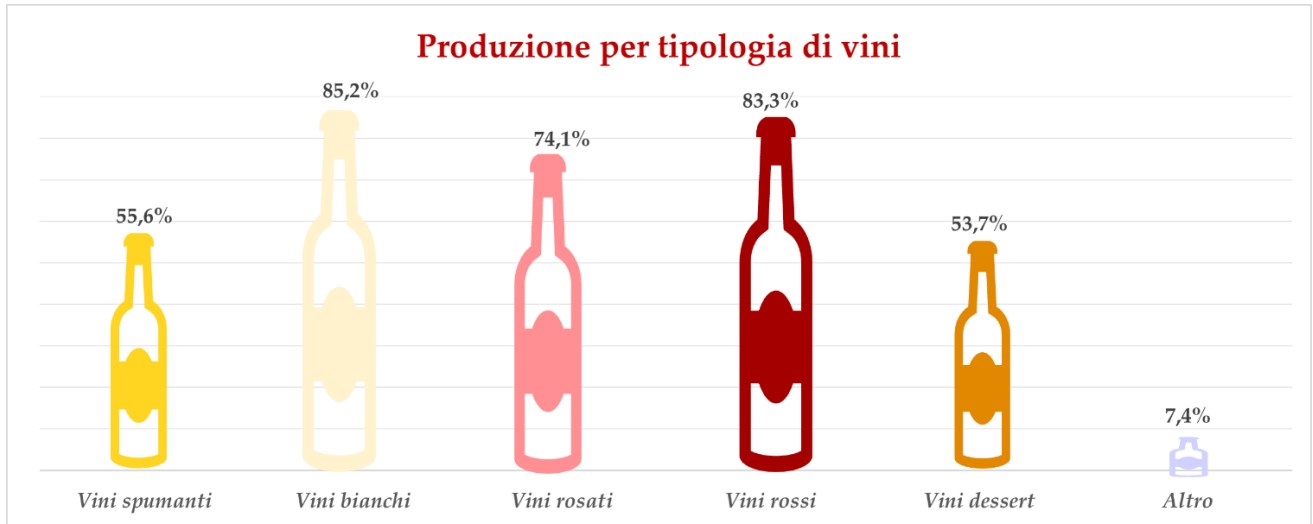 Produzione per tipologia di vini
85,2%
83,3%
74,1%
55,6%
53,7%
7,4%
Vini spumanti
Vini bianchi
Vini rosati
Vini rossi
Vini dessert
Altro